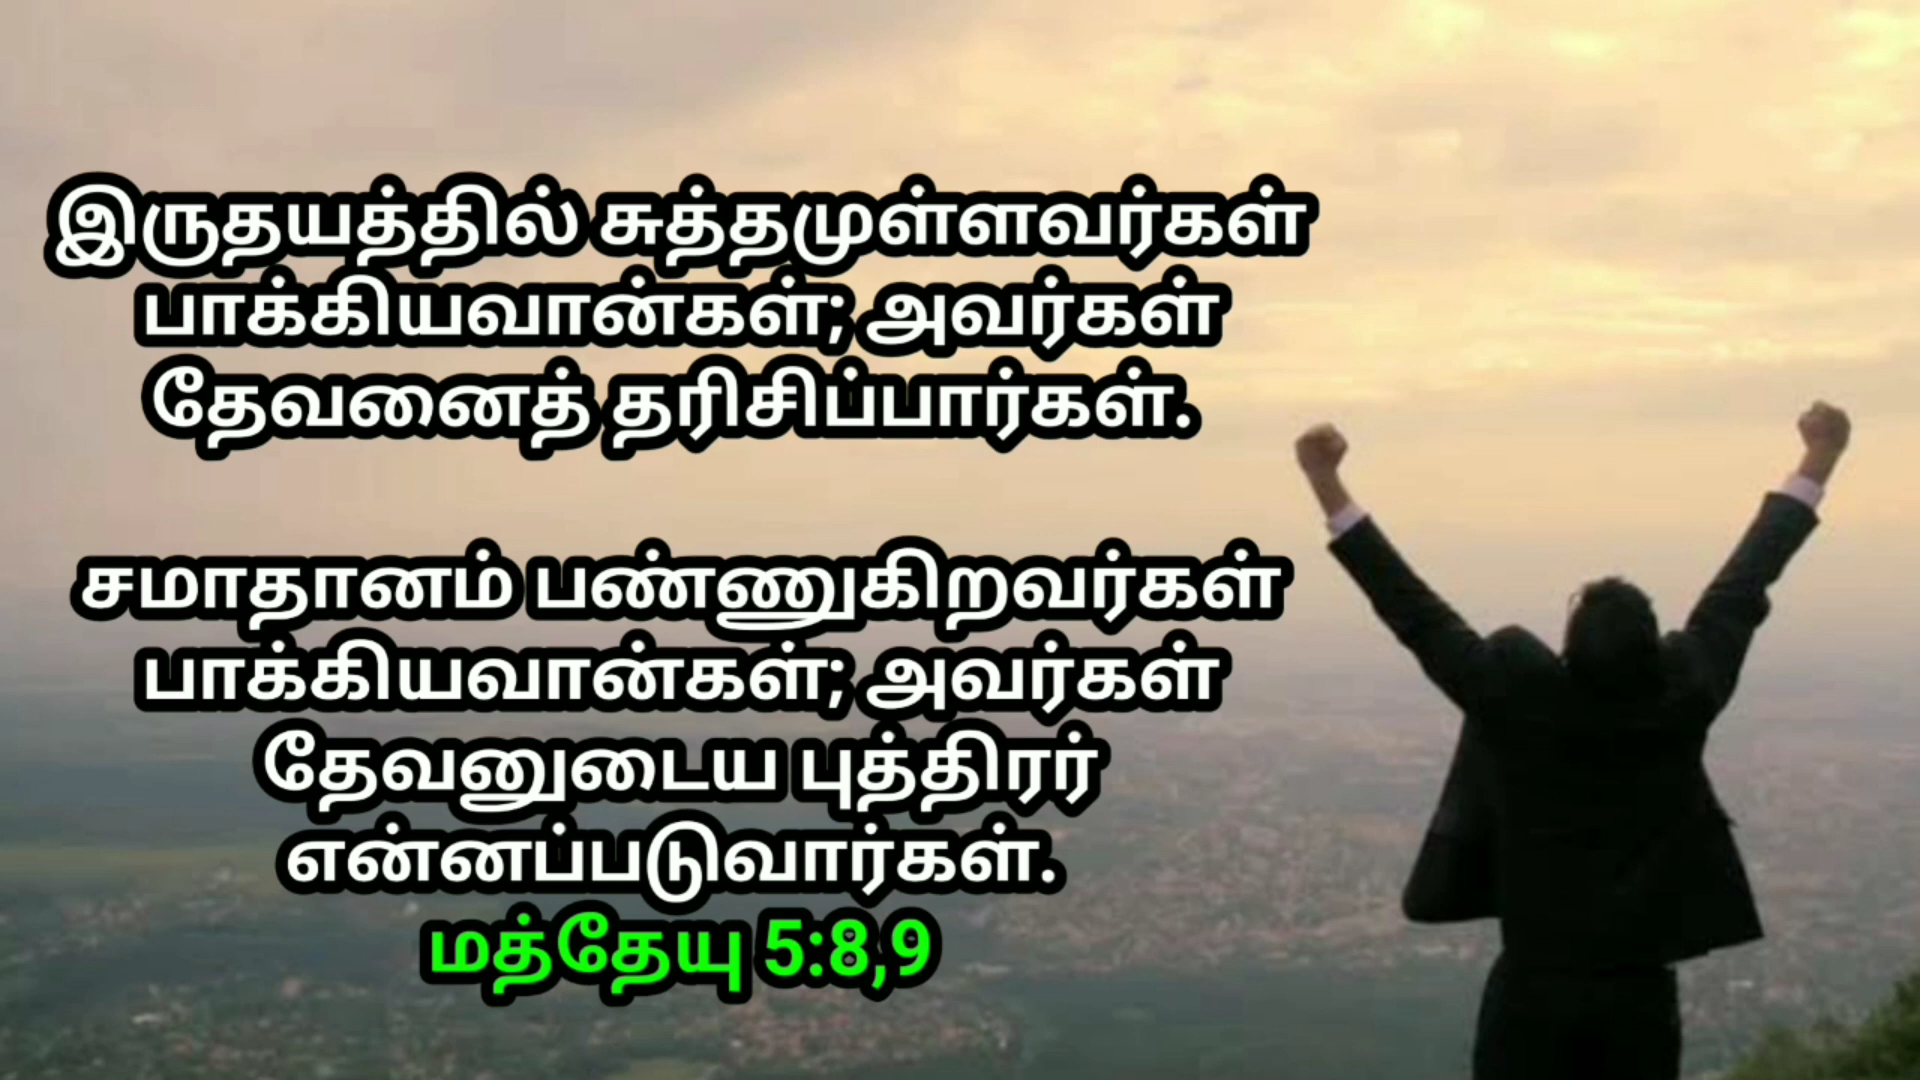 இருதயத்தில் சுத்தமுள்ளவர்கள்
பாக்கியவான்கள்; அவர்கள்
தேவனைத் தரிசிப்பார்கள்.
சமாதானம் பண்ணுகிறவர்கள்
பாக்கியவான்கள்; அவர்கள்
தேவனுடைய புத்திரர்
என்னப்படுவார்கள்.
மத்தேயு 5:8,9